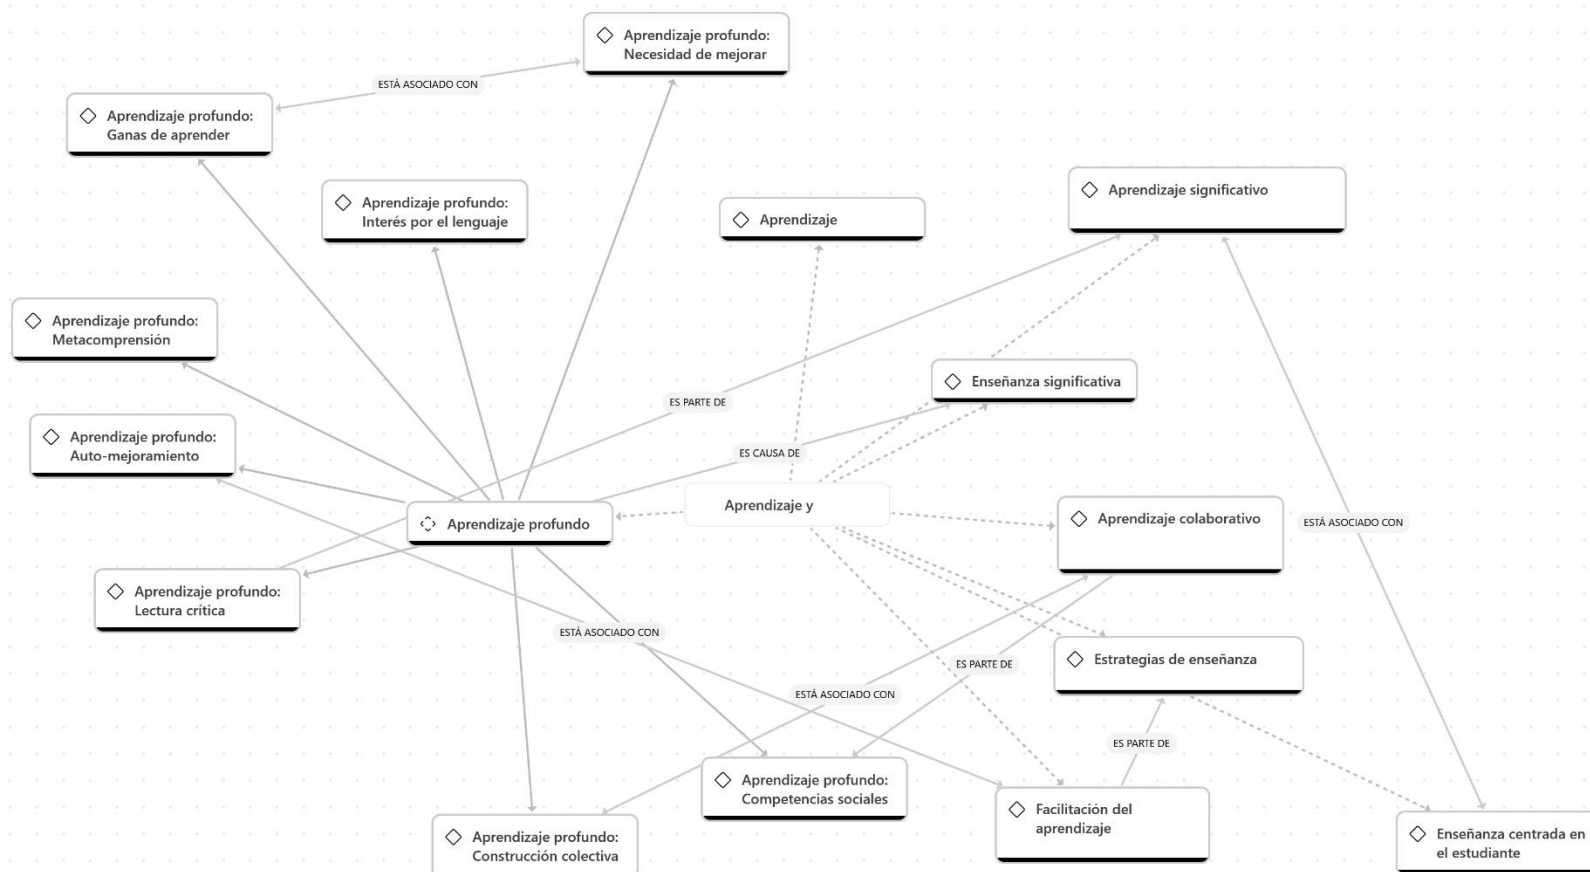 Aprendizaje profundo:
Necesidad de mejorar
ESTÁ ASOCIADO CON
Aprendizaje profundo:
Ganas de aprender
Aprendizaje significativo
Aprendizaje profundo:
Interés por el lenguaje
Aprendizaje
Aprendizaje profundo:
Metacomprensión
Enseñanza significativa
ES PARTE DE
Aprendizaje profundo:
Auto-mejoramiento
ES CAUSA DE
Aprendizaje y
Aprendizaje profundo
Aprendizaje colaborativo
ESTÁ ASOCIADO CON
Aprendizaje profundo:
Lectura crítica
ESTÁ ASOCIADO CON
Estrategias de enseñanza
ES PARTE DE
ESTÁ ASOCIADO CON
ES PARTE DE
Aprendizaje profundo:
Competencias sociales
Facilitación del
aprendizaje
Aprendizaje profundo:
Construcción colectiva
Enseñanza centrada en
el estudiante